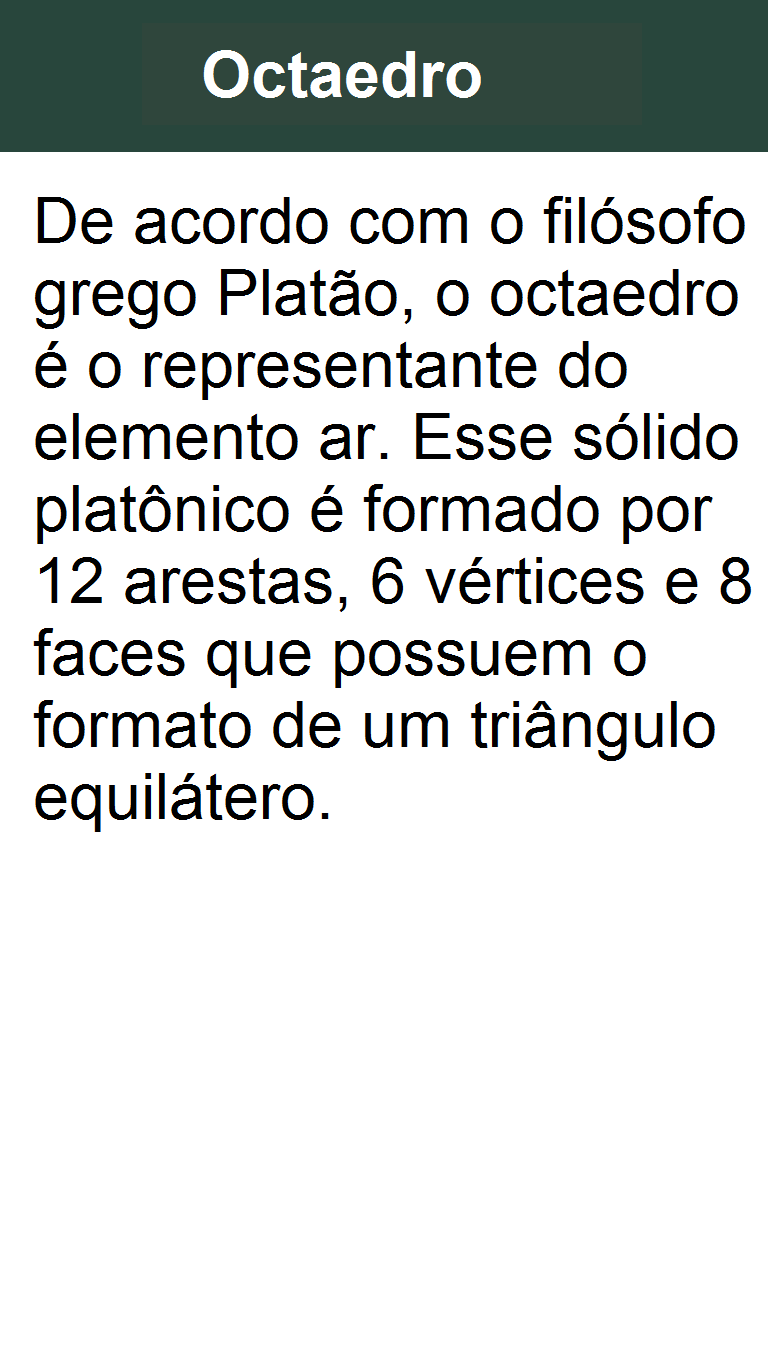 Octaedro
De acordo com o filósofo
grego Platão, o octaedro
é o representante do
elemento ar. Esse sólido
platônico é formado por
12 arestas, 6 vértices e 8
faces que possuem o
formato de um triângulo
equilátero.